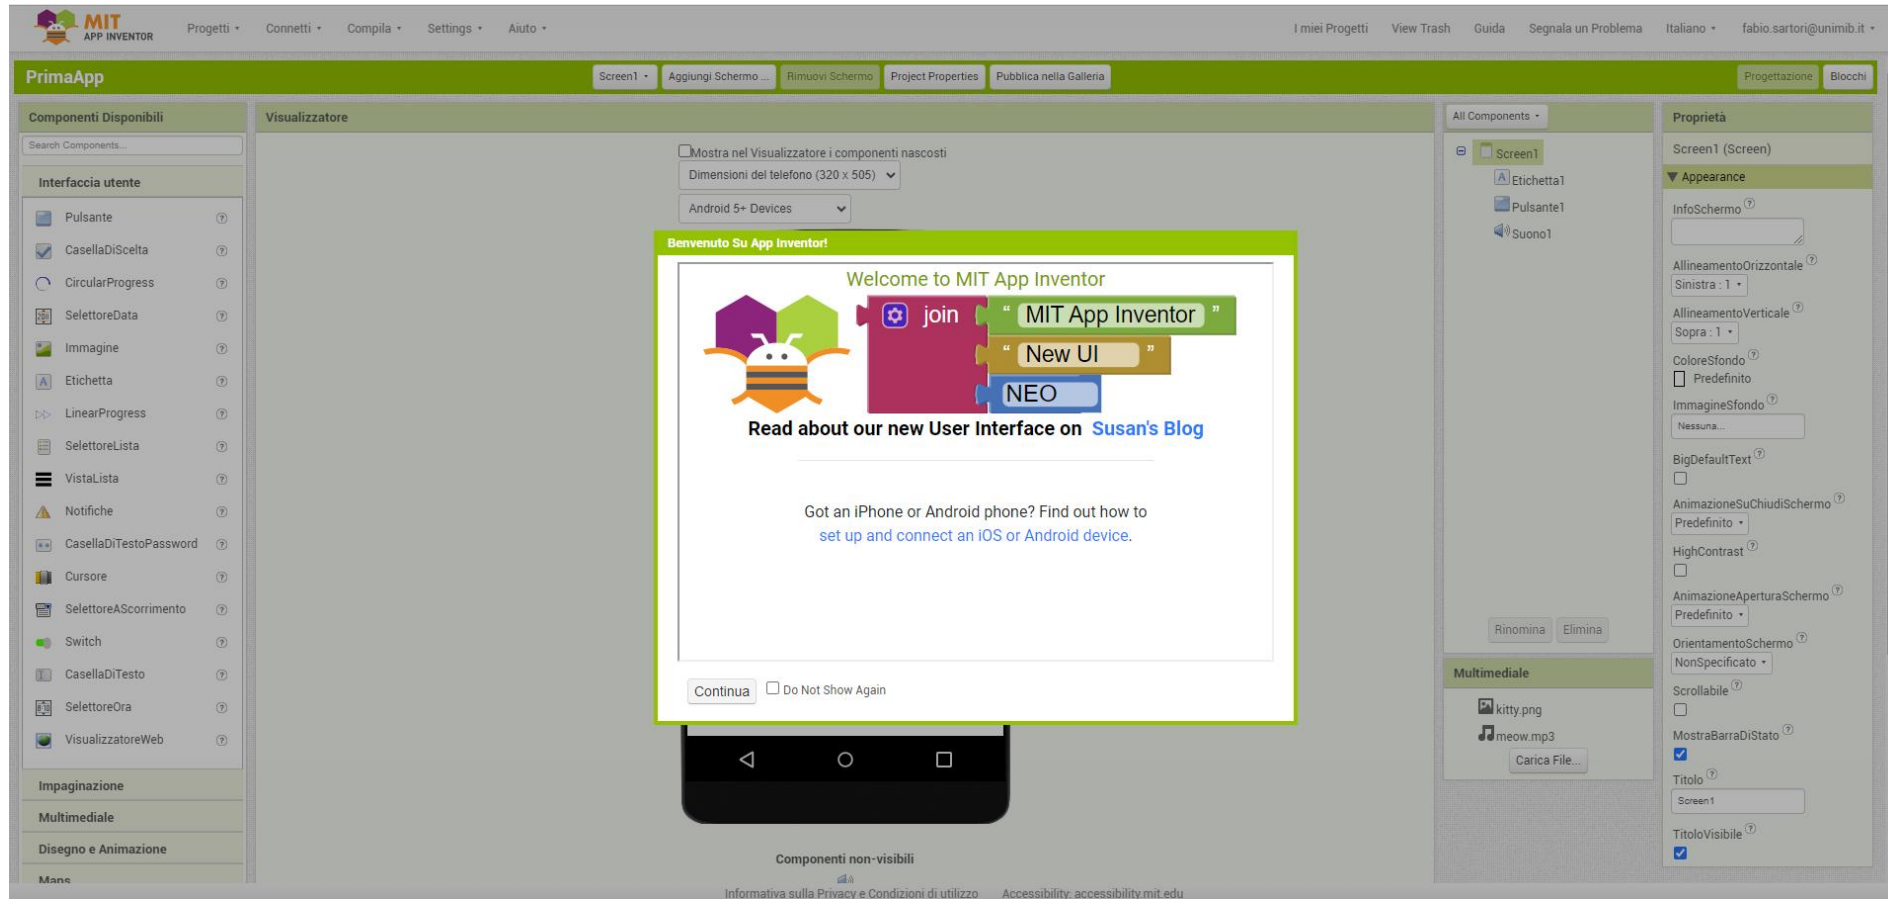 MIT
APP INVENTOR
Progetti
Connetti
Compila
Settings
Aiuto
I miei Progetti
View Trash
Guida
Segnala un Problema
Italiano
fabio.sartori@unimib.it
PrimaApp
Screen1
Aggiungi Schermo ...
Rimuovi Schermo
Project Properties
Pubblica nella Galleria
Progettazione
Blocchi
Componenti Disponibili
Search Components...
Interfaccia utente
Pulsante
CasellaDiScelta
CircularProgress
SelettoreData
Immagine
Etichetta
LinearProgress
SelettoreLista
VistaLista
Notifiche
CasellaDiTestoPassword
Cursore
SelettoreAScorrimento
Switch
CasellaDiTesto
SelettoreOra
VisualizzatoreWeb
Impaginazione
Multimediale
Disegno e Animazione
Maps
Visualizzatore
Mostra nel Visualizzatore i componenti nascosti
Dimensioni del telefono (320 x 505)
Android 5+ Devices
Benvenuto Su App Inventor!
Welcome to MIT App Inventor
join
“ MIT App Inventor ”
“ New UI ”
NEO
Read about our new User Interface on Susan's Blog
Got an iPhone or Android phone? Find out how to
set up and connect an iOS or Android device.
Continua
Do Not Show Again
Componenti non-visibili
Informativa sulla Privacy e Condizioni di utilizzo
Accessibility: accessibility.mit.edu
All Components
Screen1
Etichetta1
Pulsante1
Suono1
Rinomina
Elimina
Multimediale
kitty.png
meow.mp3
Carica File...
Proprietà
Screen1 (Screen)
Appearance
InfoSchermo
AllineamentoOrizzontale
Sinistra : 1
AllineamentoVerticale
Sopra : 1
ColoreSfondo
Predefinito
ImmagineSfondo
Nessuna...
BigDefaultText
AnimazioneSuChiudiSchermo
Predefinito
HighContrast
AnimazioneAperturaSchermo
Predefinito
OrientamentoSchermo
NonSpecificato
Scrollabile
MostraBarraDiStato
Titolo
Screen1
TitoloVisibile